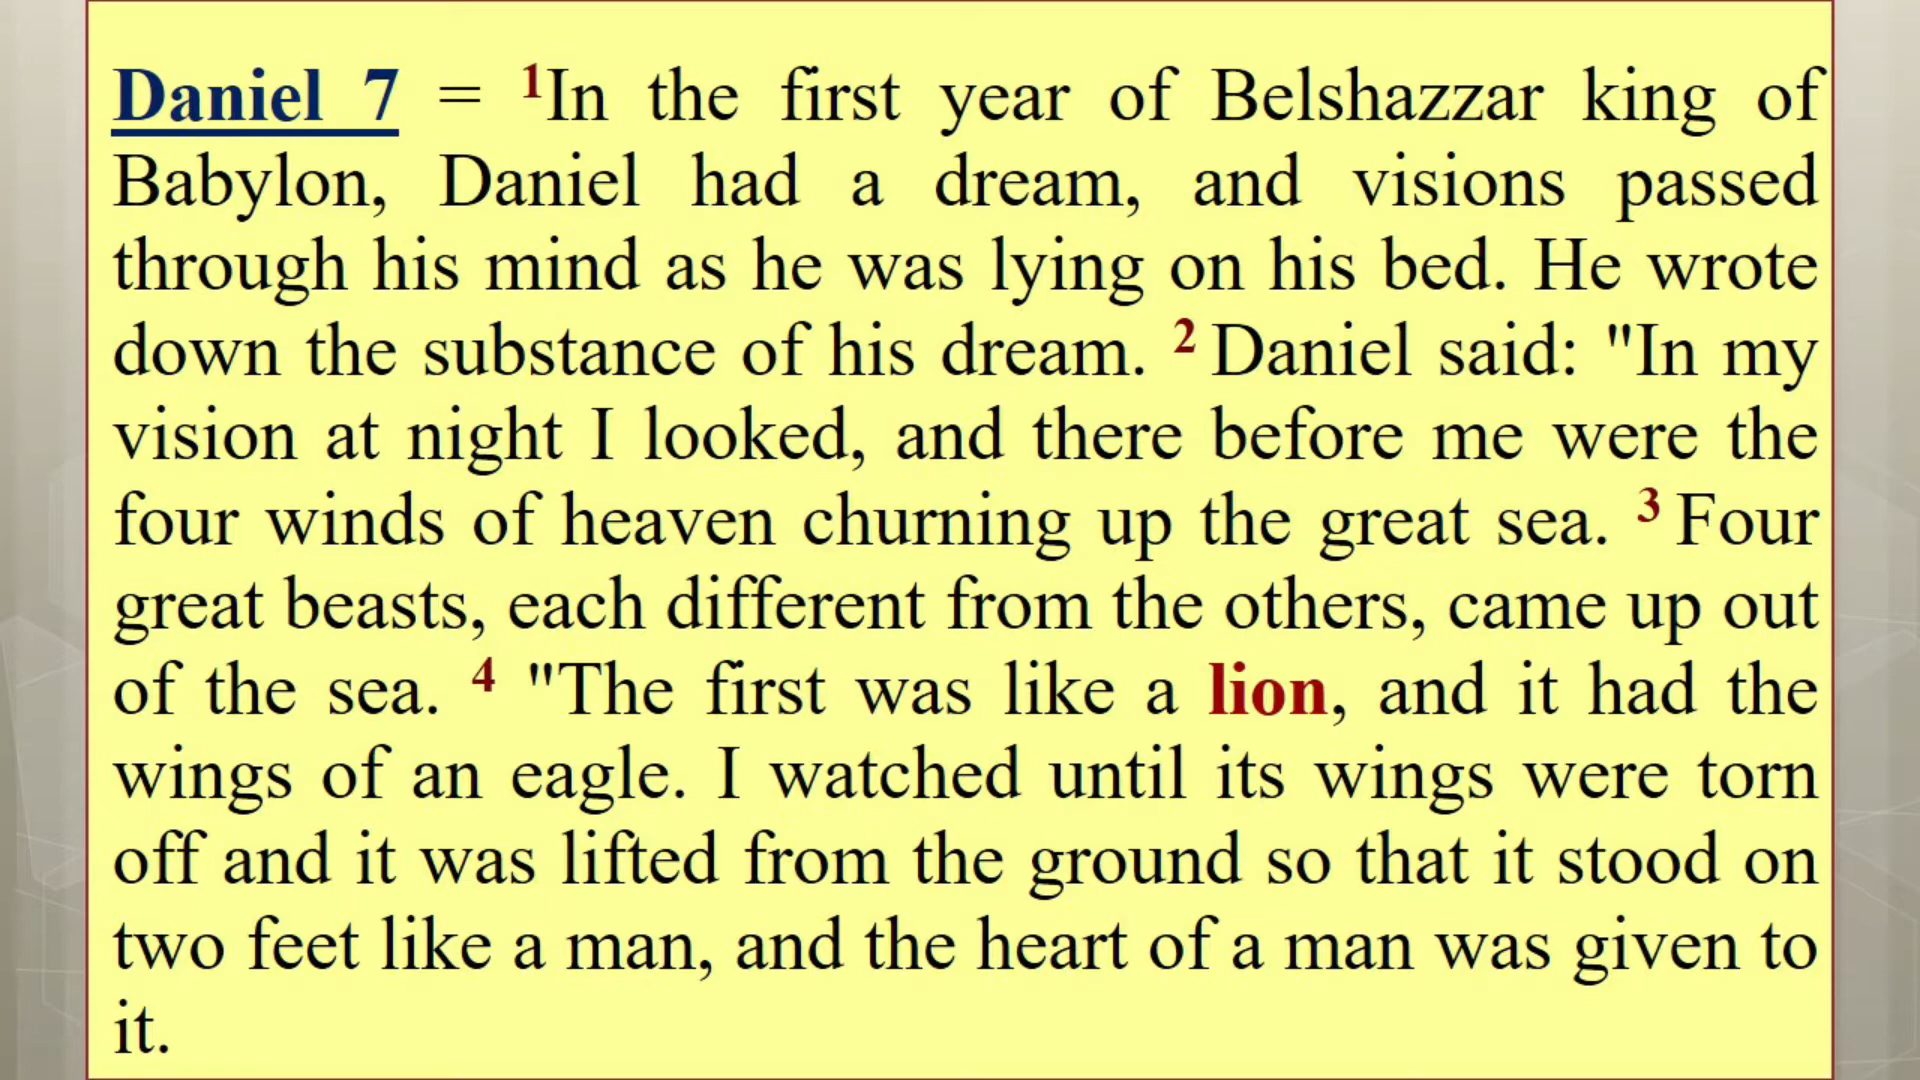 Daniel 7 = 1In the first year of Belshazzar king of
Babylon, Daniel had a dream, and visions passed
through his mind as he was lying on his bed. He wrote
down the substance of his dream. 2 Daniel said: "In my
vision at night I looked, and there before me were the
four winds of heaven churning up the great sea. 3 Four
great beasts, each different from the others, came up out
of the sea. 4 "The first was like a lion, and it had the
wings of an eagle. I watched until its wings were torn
off and it was lifted from the ground so that it stood on
two feet like a man, and the heart of a man was given to
it.